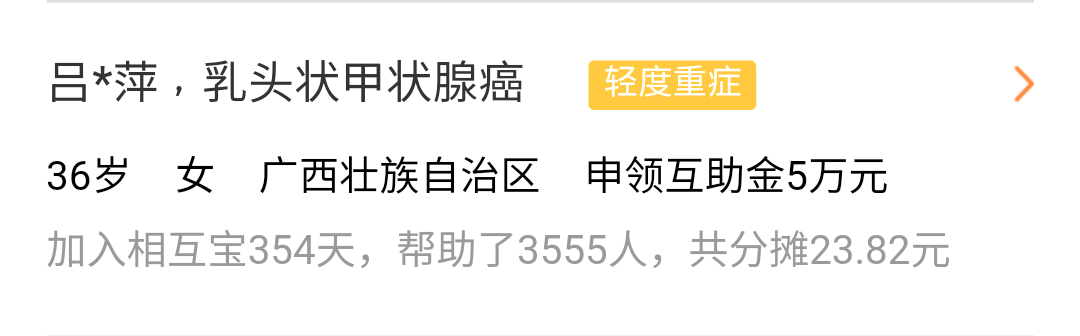 吕*萍，乳头状甲状腺癌 轻度重症
36岁 女 广西壮族自治区 申领互助金5万元
加入相互宝354天，帮助了3555人，共分摊23.82元